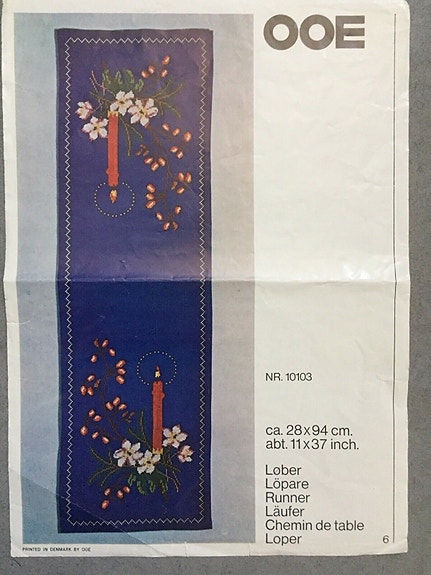 OOE
NR. 10103
ca. 28x94 cm.
abt. 11x37 inch.
Løber
Löpare
Runner
Läufer
Chemin de table
Loper
6
PRINTED IN DENMARK BY OOE